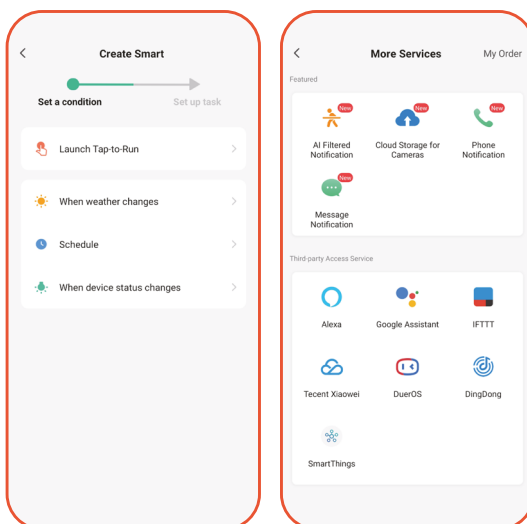 Create Smart
Set a condition
Set up task
Launch Tap-to-Run
When weather changes
Schedule
When device status changes
More Services
My Order
Featured
New
New
New
AI Filtered
Notification
Cloud Storage for
Cameras
Phone
Notification
New
Message
Notification
Third-party Access Service
Alexa
Google Assistant
IFTTT
Tecent Xiaowei
DuerOS
DingDong
SmartThings